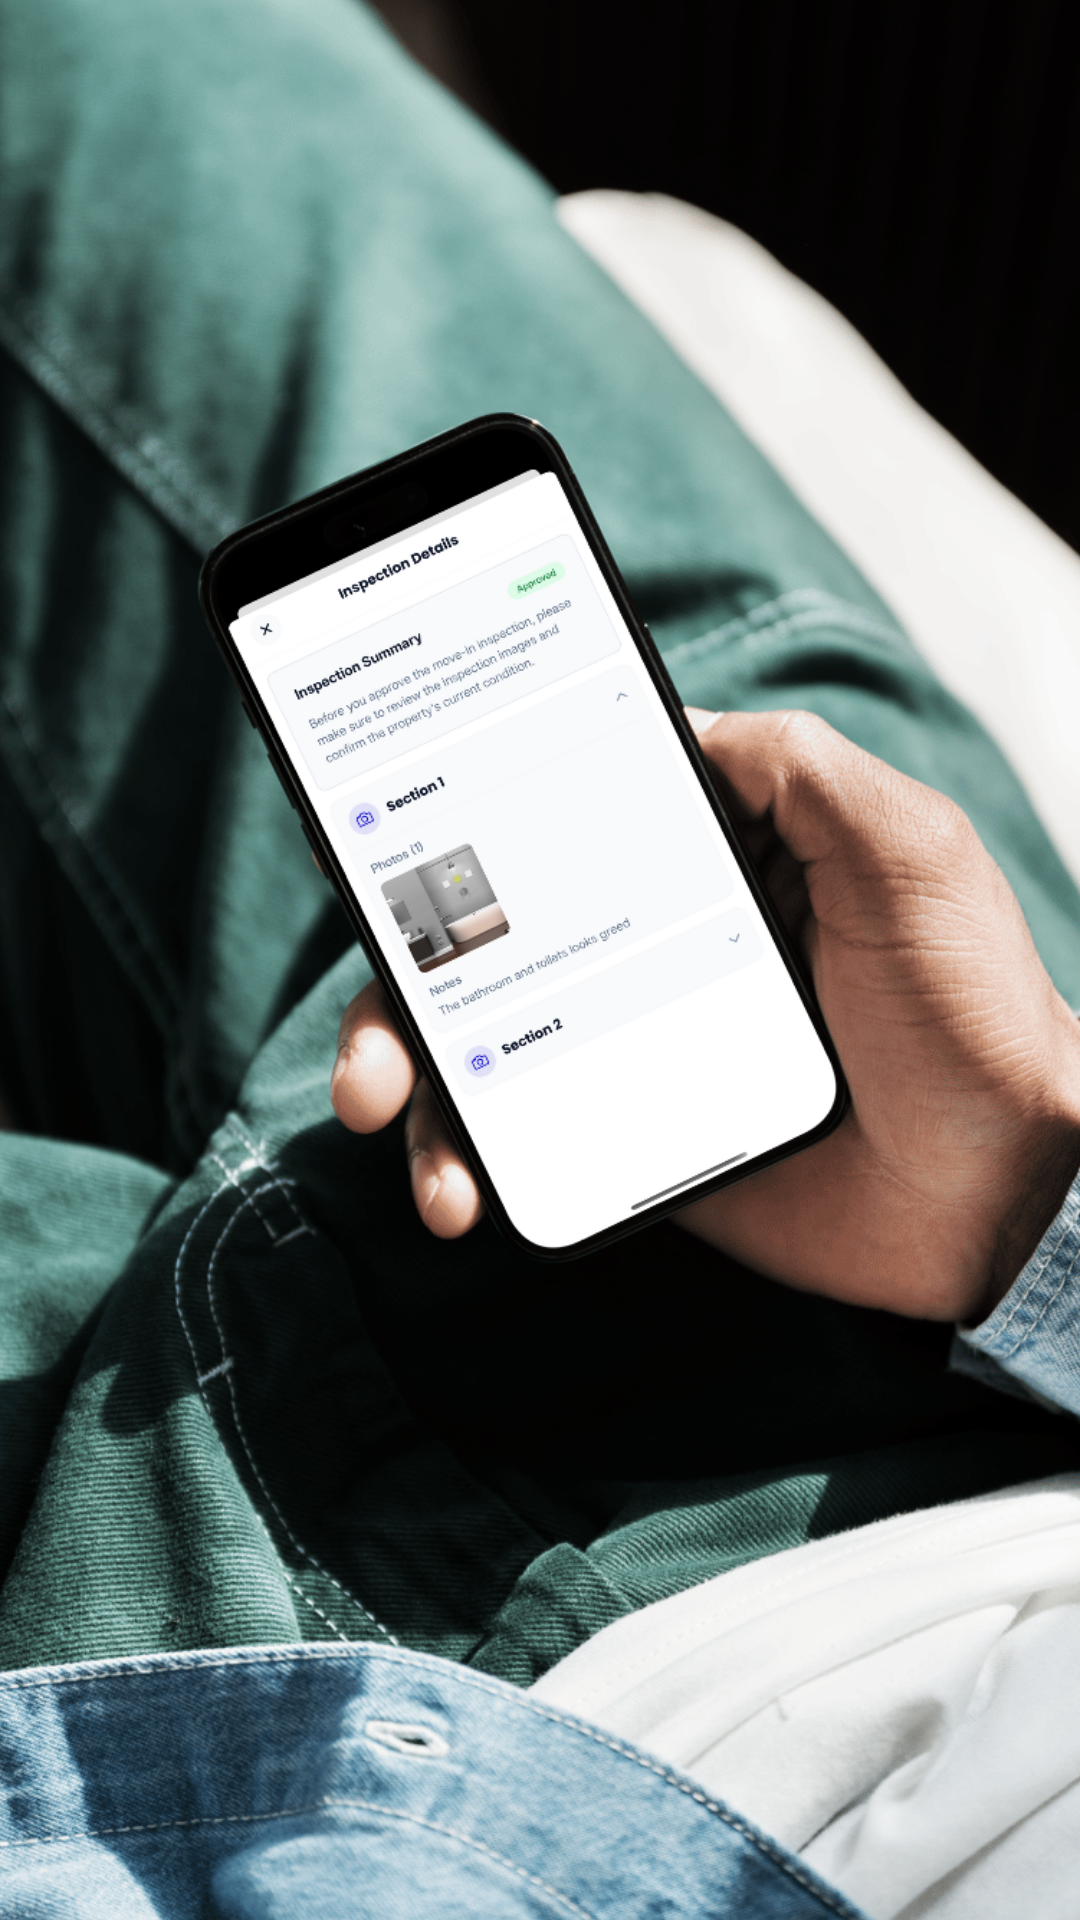 Inspection Details
Approved
Inspection Summary
Before you approve the move-in inspection, please
make sure to review the inspection images and
confirm the property's current condition.
Section 1
Photos (1)
Notes
The bathroom and toilets looks greed
Section 2